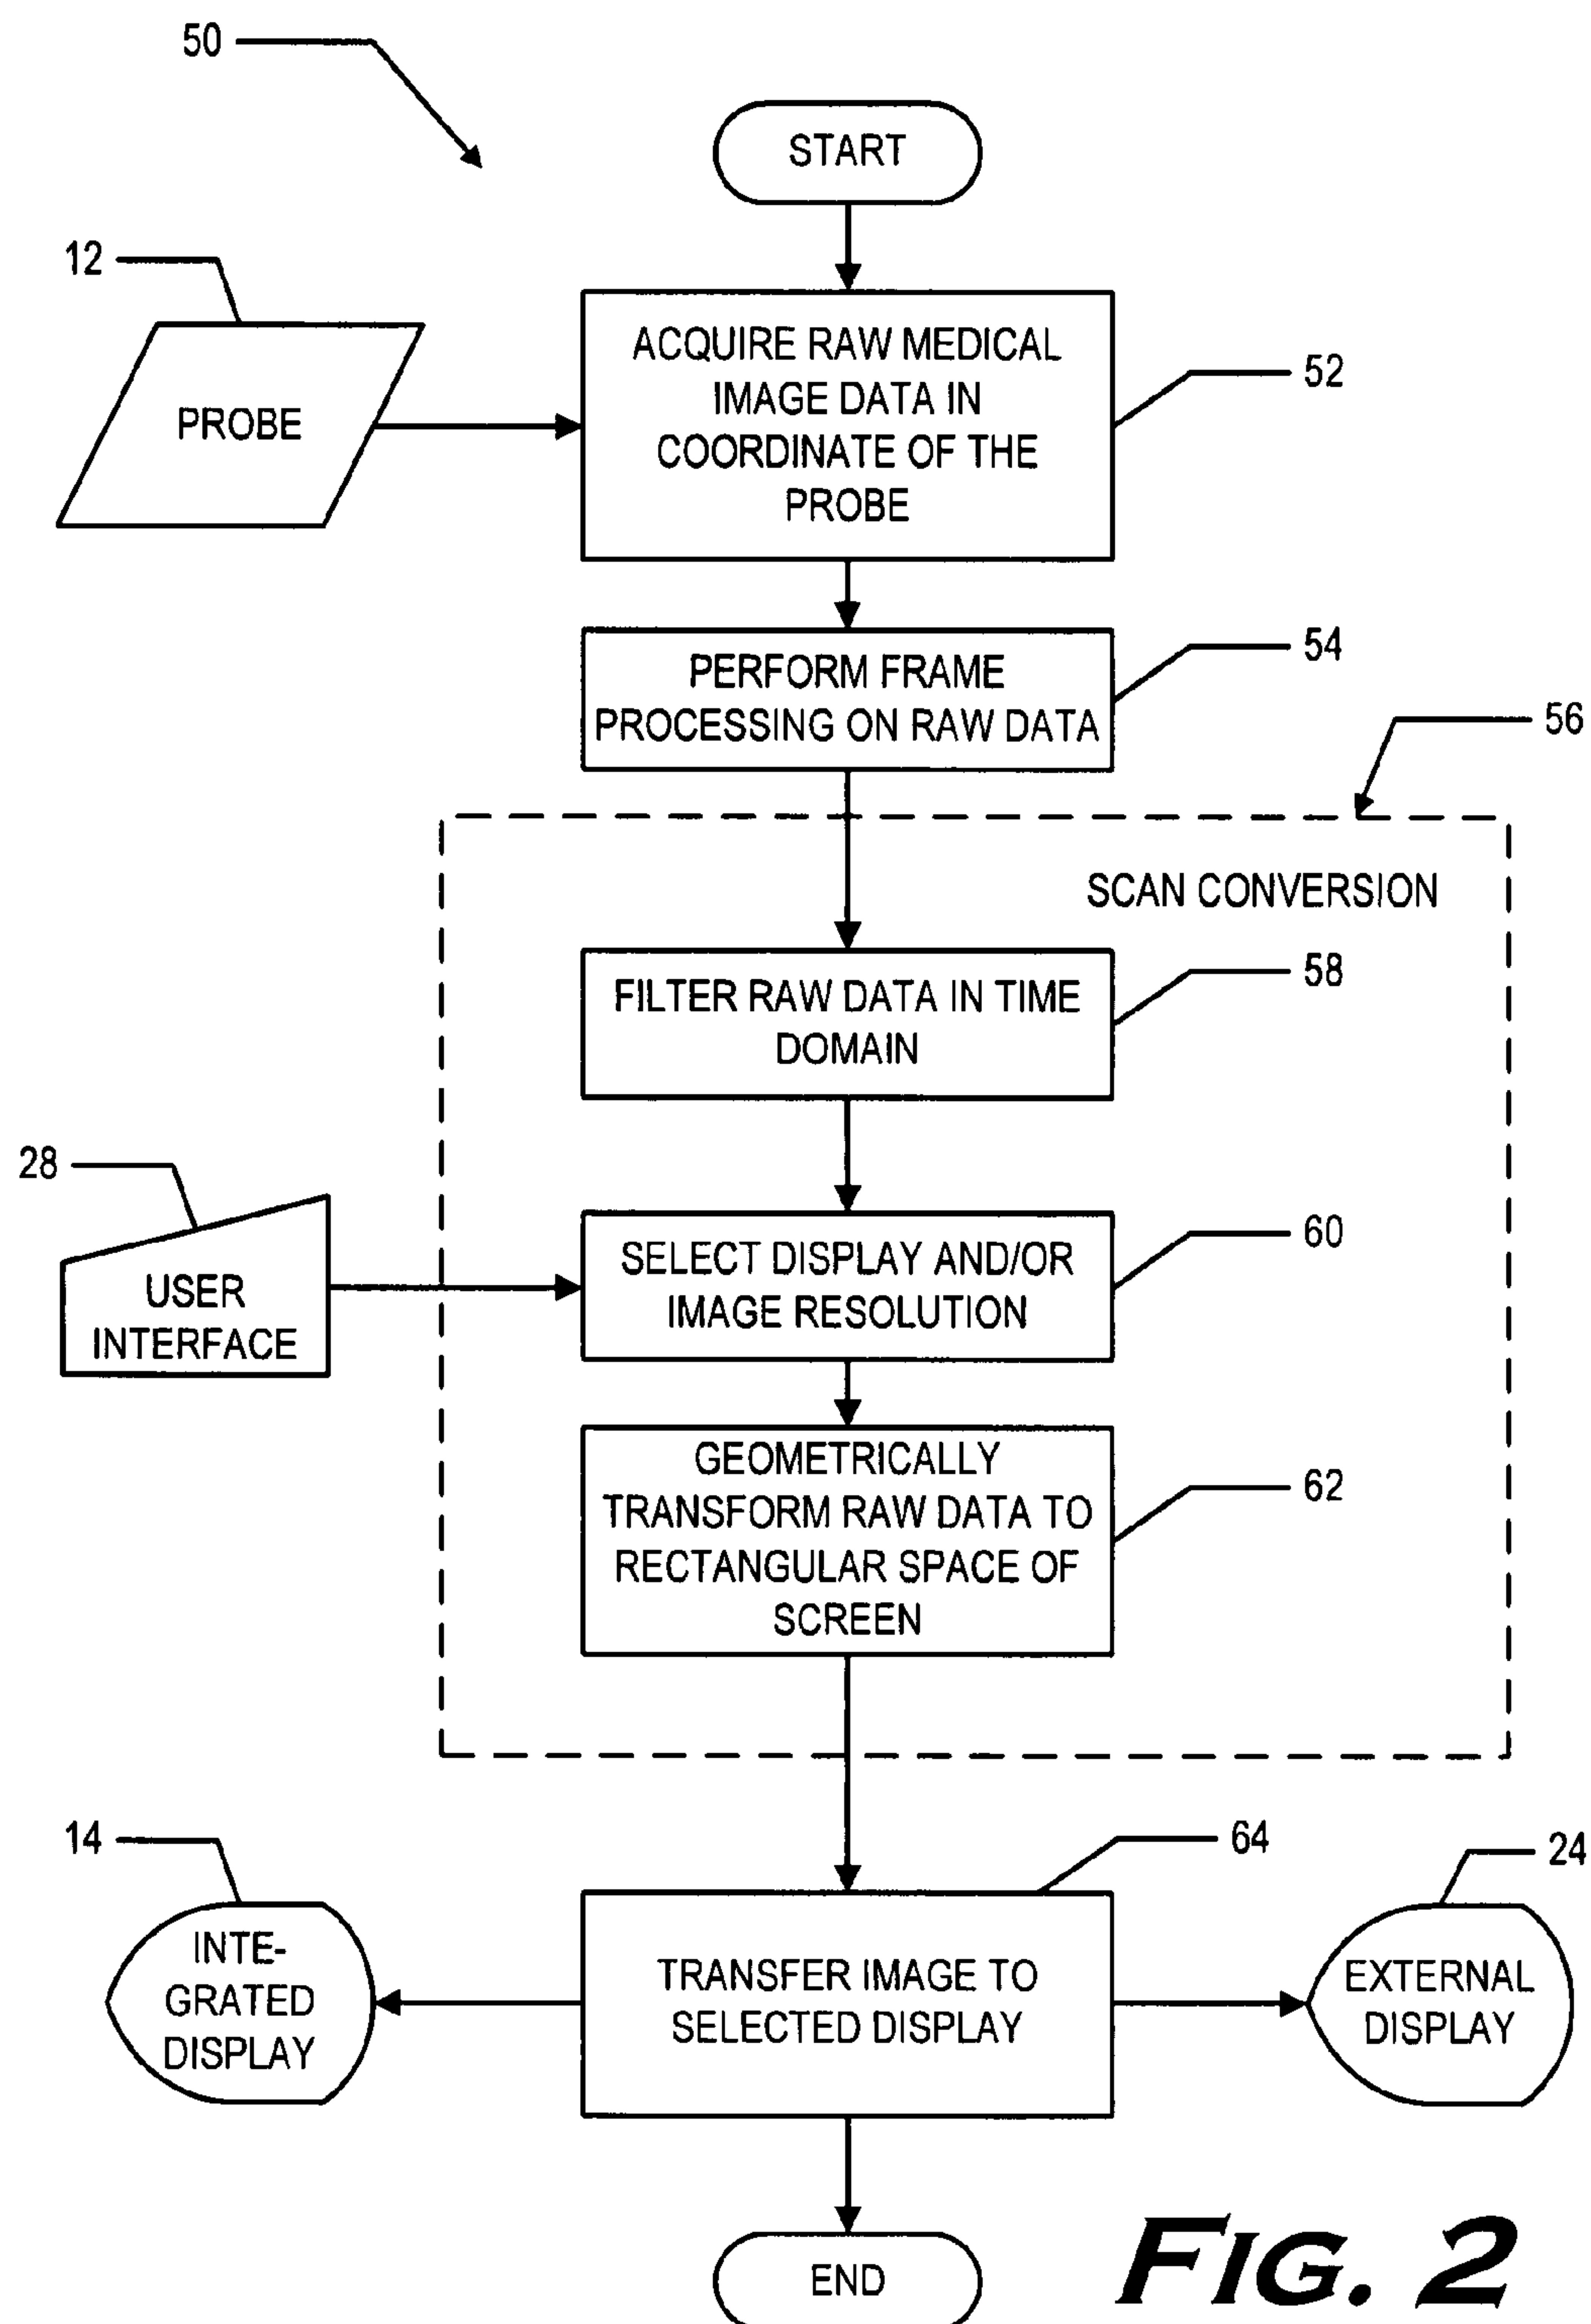 50
START
12
PROBE
ACQUIRE RAW MEDICAL
IMAGE DATA IN
COORDINATE OF THE
PROBE
52
PERFORM FRAME
PROCESSING ON RAW DATA
54
56
SCAN CONVERSION
FILTER RAW DATA IN TIME
DOMAIN
58
28
USER
INTERFACE
SELECT DISPLAY AND/OR
IMAGE RESOLUTION
60
GEOMETRICALLY
TRANSFORM RAW DATA TO
RECTANGULAR SPACE OF
SCREEN
62
14
INTE-
GRATED
DISPLAY
TRANSFER IMAGE TO
SELECTED DISPLAY
64
24
EXTERNAL
DISPLAY
END
FIG. 2